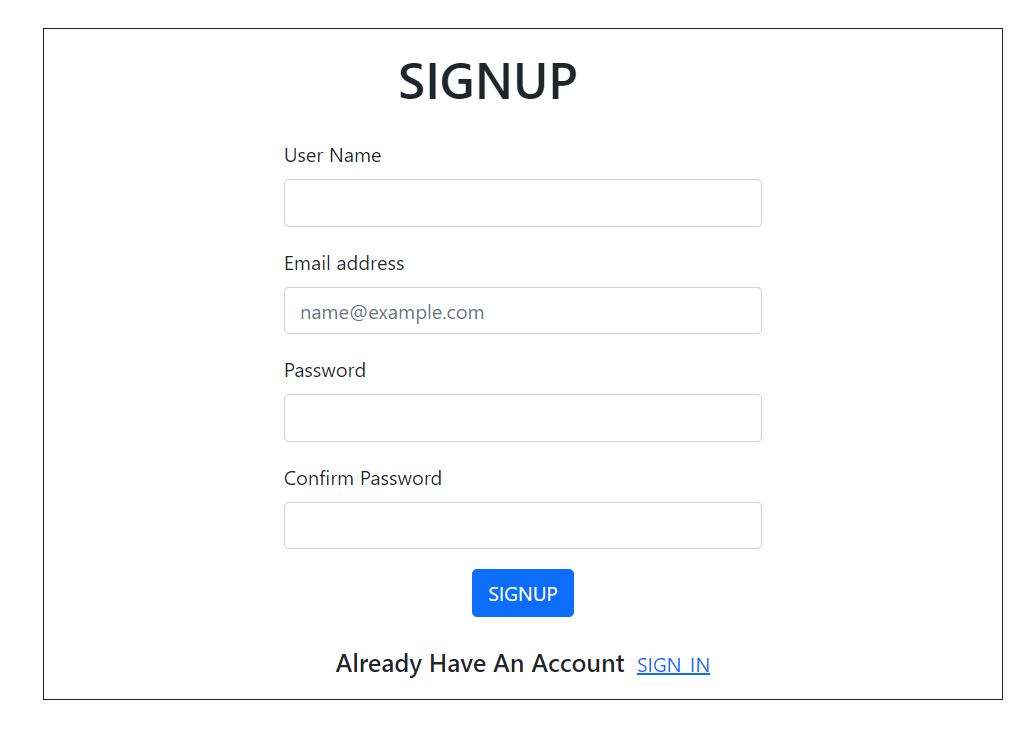 SIGNUP
User Name
Email address
name@example.com
Password
Confirm Password
SIGNUP
Already Have An Account SIGN IN